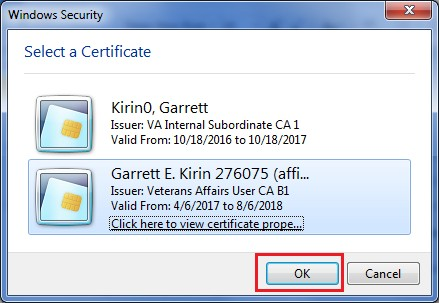 Windows Security
Select a Certificate
Kirin0, Garrett
Issuer: VA Internal Subordinate CA 1
Valid From: 10/18/2016 to 10/18/2017
Garrett E. Kirin 276075 (affi...
Issuer: Veterans Affairs User CA B1
Valid From: 4/6/2017 to 8/6/2018
Click here to view certificate prope...
OK
Cancel